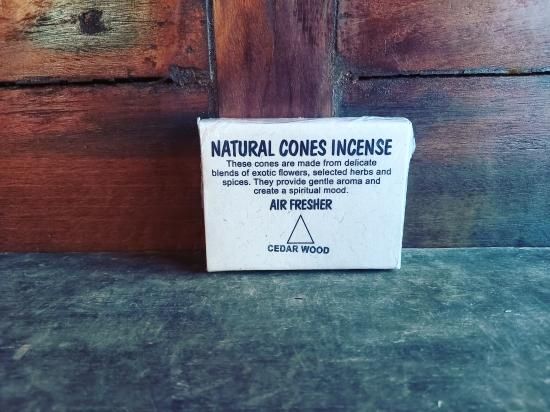 NATURAL CONES INCENSE
These cones are made from delicate
blends of exotic flowers, selected herbs and
spices. They provide gentle aroma and
create a spiritual mood.
AIR FRESHER
CEDAR WOOD